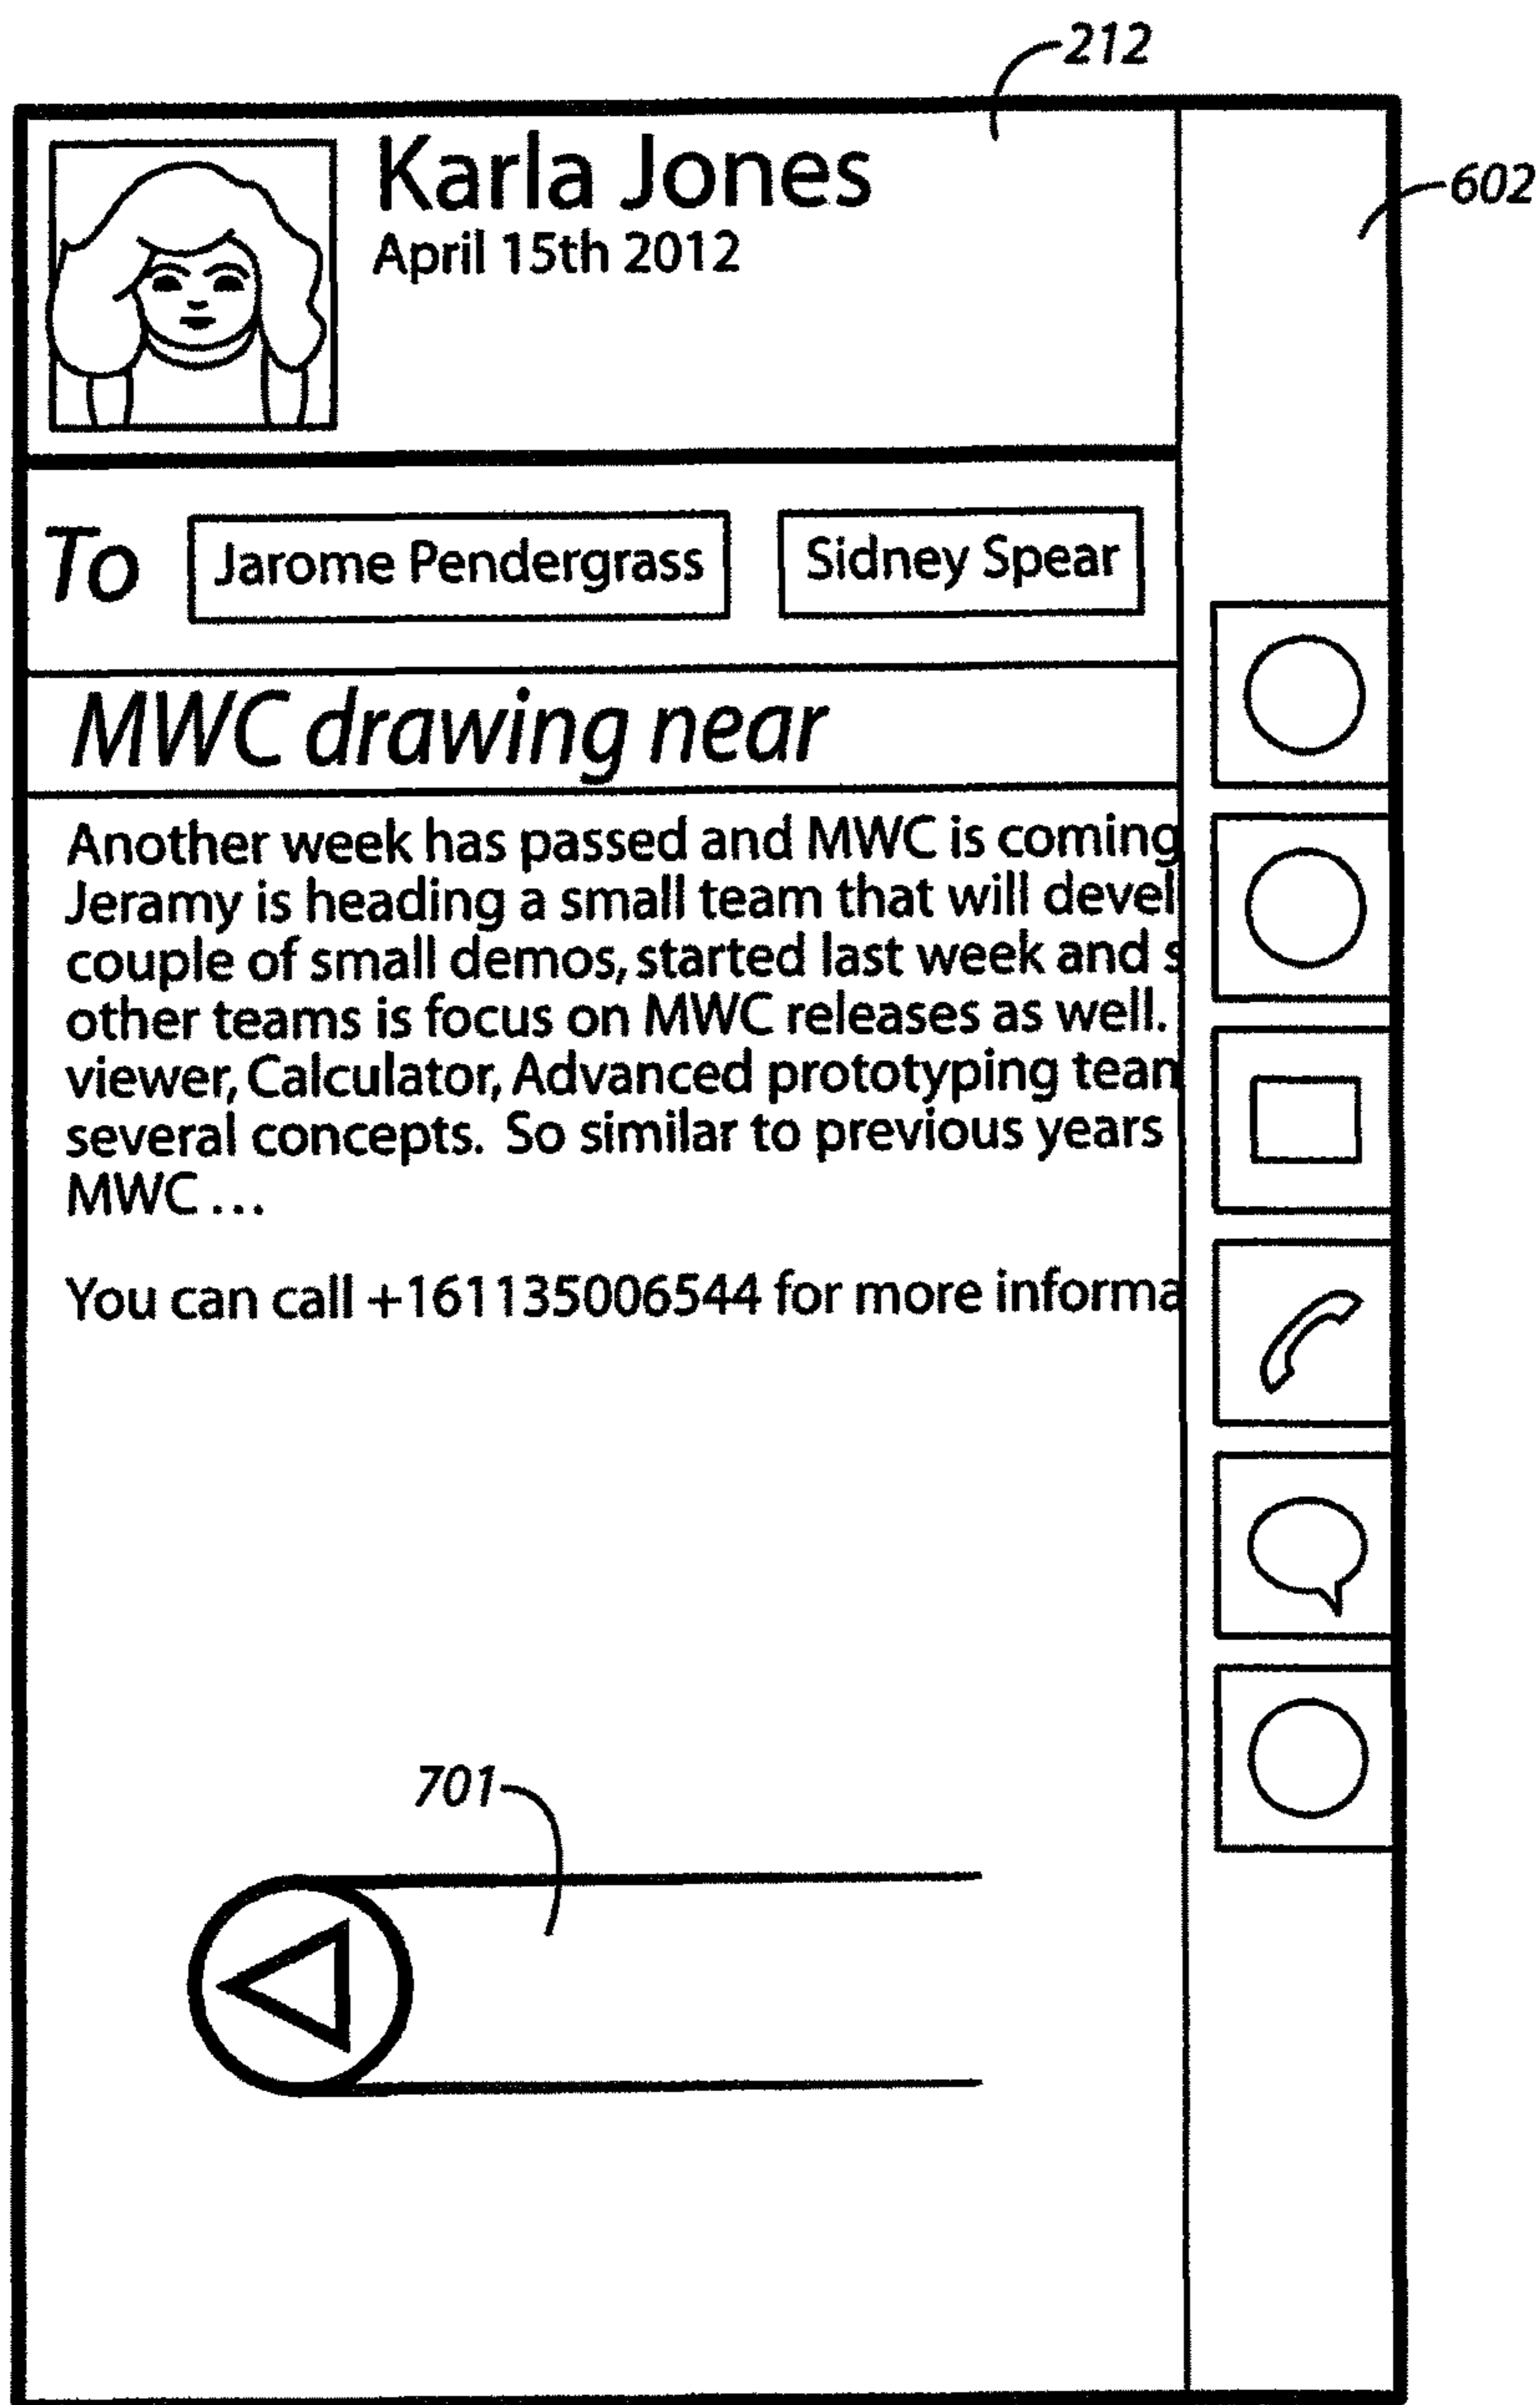 212
602
Karla Jones
April 15th 2012
To Jarome Pendergrass Sidney Spear
MWC drawing near
Another week has passed and MWC is coming
Jeramy is heading a small team that will devel
couple of small demos, started last week and s
other teams is focus on MWC releases as well.
viewer, Calculator, Advanced prototyping tean
several concepts. So similar to previous years
MWC...
You can call +161135006544 for more informa
701